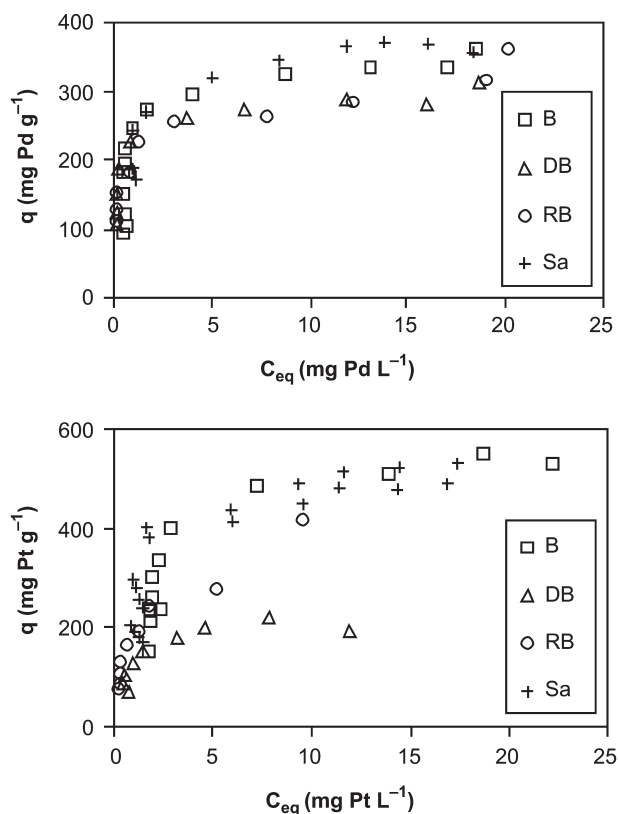 400
300
200
100
0
q (mg Pd g⁻¹)
B
DB
RB
Sa
0 5 10 15 20 25
Cₑq (mg Pd L⁻¹)
600
400
200
0
q (mg Pt g⁻¹)
B
DB
RB
Sa
0 5 10 15 20 25
Cₑq (mg Pt L⁻¹)